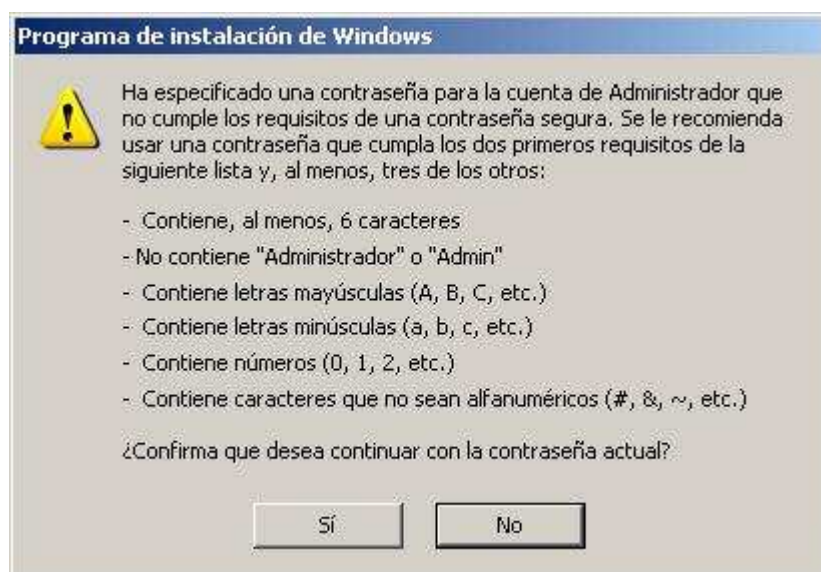 Programa de instalación de Windows
Ha especificado una contraseña para la cuenta de Administrador que
no cumple los requisitos de una contraseña segura. Se le recomienda
usar una contraseña que cumpla los dos primeros requisitos de la
siguiente lista y, al menos, tres de los otros:
- Contiene, al menos, 6 caracteres
- No contiene "Administrador" o "Admin"
- Contiene letras mayúsculas (A, B, C, etc.)
- Contiene letras minúsculas (a, b, c, etc.)
- Contiene números (0, 1, 2, etc.)
- Contiene caracteres que no sean alfanuméricos (#, &, ~, etc.)
¿Confirma que desea continuar con la contraseña actual?
Sí No